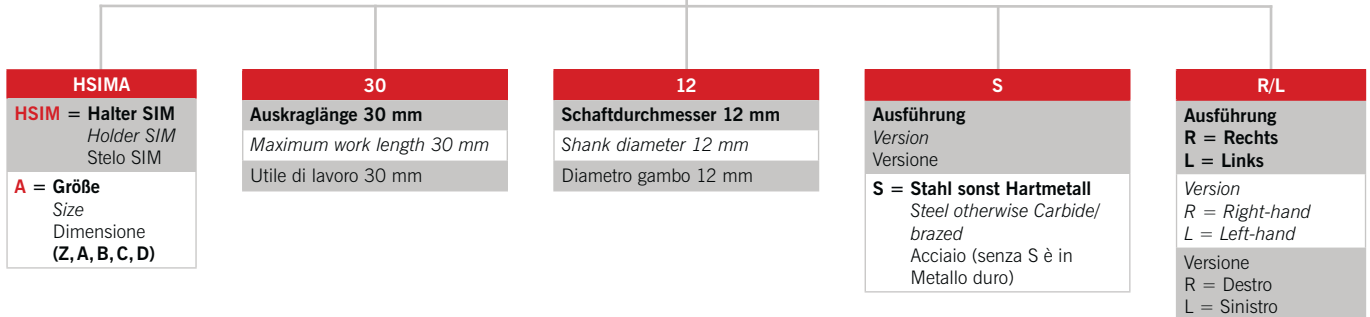 HSIMA
HSIM = Halter SIM
Holder SIM
Stelo SIM
A = Größe
Size
Dimensione
(Z, A, B, C, D)
30
Auskraglänge 30 mm
Maximum work length 30 mm
Utile di lavoro 30 mm
12
Schaftdurchmesser 12 mm
Shank diameter 12 mm
Diametro gambo 12 mm
S
Ausführung
Version
Versione
S = Stahl sonst Hartmetall
Steel otherwise Carbide/
brazed
Acciaio (senza S è in
Metallo duro)
R/L
Ausführung
R = Rechts
L = Links
Version
R = Right-hand
L = Left-hand
Versione
R = Destro
L = Sinistro